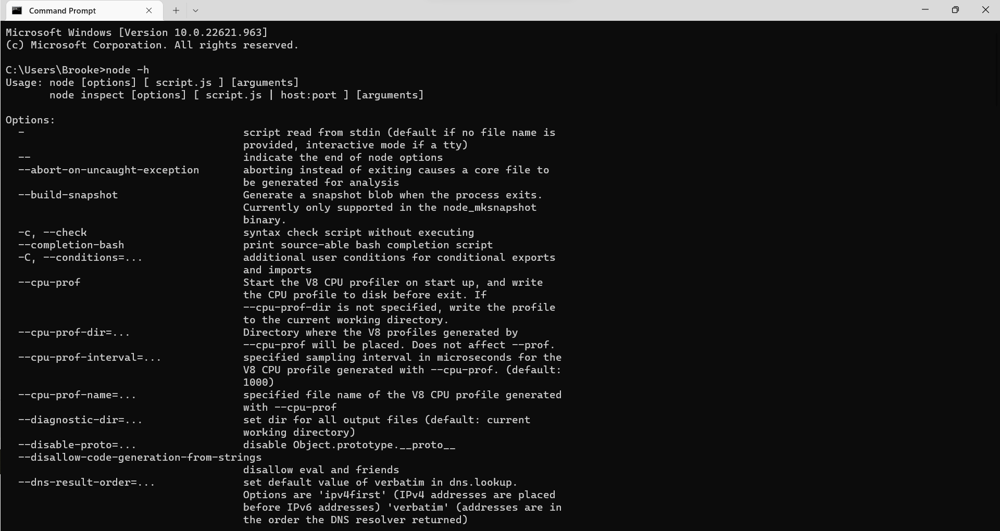 Command Prompt
Microsoft Windows [Version 10.0.22621.963]
(c) Microsoft Corporation. All rights reserved.
C:\Users\Brooke>node -h
Usage: node [options] [ script.js ] [arguments]
node inspect [options] [ script.js | host:port ] [arguments]
Options:
- script read from stdin (default if no file name is
provided, interactive mode if a tty)
-- indicate the end of node options
--abort-on-uncaught-exception aborting instead of exiting causes a core file to
be generated for analysis
--build-snapshot Generate a snapshot blob when the process exits.
Currently only supported in the node_mksnapshot
binary.
-c, --check syntax check script without executing
--completion-bash print source-able bash completion script
-C, --conditions=... additional user conditions for conditional exports
and imports
--cpu-prof Start the V8 CPU profiler on start up, and write
the CPU profile to disk before exit. If
--cpu-prof-dir is not specified, write the profile
to the current working directory.
--cpu-prof-dir=... Directory where the V8 profiles generated by
--cpu-prof will be placed. Does not affect --prof.
--cpu-prof-interval=... specified sampling interval in microseconds for the
V8 CPU profile generated with --cpu-prof. (default:
1000)
--cpu-prof-name=... specified file name of the V8 CPU profile generated
with --cpu-prof
--diagnostic-dir=... set dir for all output files (default: current
working directory)
--disable-proto=... disable Object.prototype.__proto__
--disallow-code-generation-from-strings
disallow eval and friends
--dns-result-order=... set default value of verbatim in dns.lookup.
Options are 'ipv4first' (IPv4 addresses are placed
before IPv6 addresses) 'verbatim' (addresses are in
the order the DNS resolver returned)